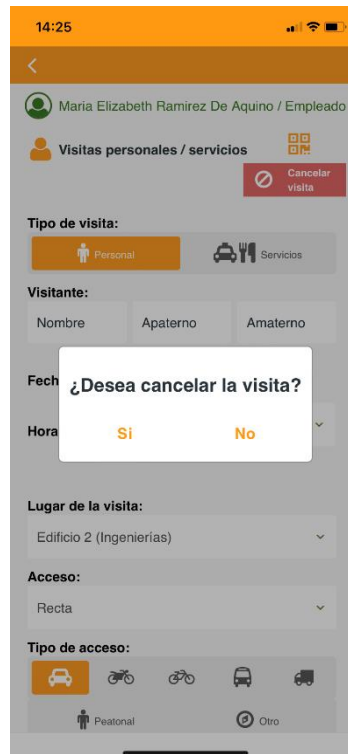 14:25
Maria Elizabeth Ramirez De Aquino / Empleado
Visitas personales / servicios
Cancelar
visita
Tipo de visita:
Personal
Servicios
Visitante:
Nombre Apaterno Amaterno
Fech
¿Desea cancelar la visita?
Hora
Si No
Lugar de la visita:
Edificio 2 (Ingenierías)
Acceso:
Recta
Tipo de acceso:
Peatonal
Otro